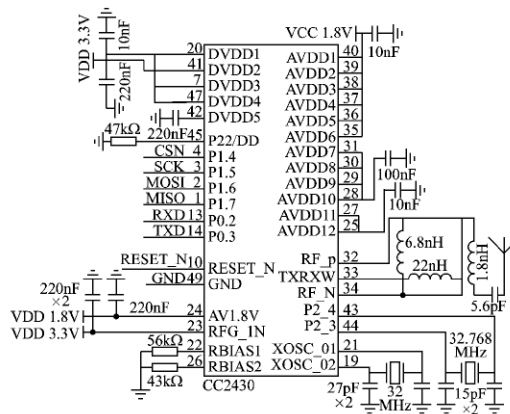 VDD 3.3V
10nF
220nF
20 DVDD1
41 DVDD2
7 DVDD3
47 DVDD4
42 DVDD5
220nF
47kΩ
45 P22/DD
CSN 4 P1.4
SCK 3 P1.5
MOSI 2 P1.6
MISO 1 P1.7
RXD 13 P0.2
TXD 14 P0.3
RESET_N 10 RESET_N
GND 49 GND
220nF
×2
220nF
VDD 1.8V 24 AV1.8V
VDD 3.3V 23 RFG_1N
56kΩ 22 RBIAS1
43kΩ 26 RBIAS2
CC2430
VCC 1.8V
10nF
AVDD1 40
AVDD2 39
AVDD3 38
AVDD4 37
AVDD5 36
AVDD6 35
AVDD7 31
AVDD8 30
AVDD9 29
AVDD10 28
100nF
AVDD11 27
AVDD12 25
10nF
RF_p 32
TXRXW 33
RF_N 34
6.8nH
22nH
1.8nH
5.6pF
P2_4 43
P2_3 44
XOSC_01 21
XOSC_02 19
32.768
MHz
27pF
×2
32
MHz
15pF
×2